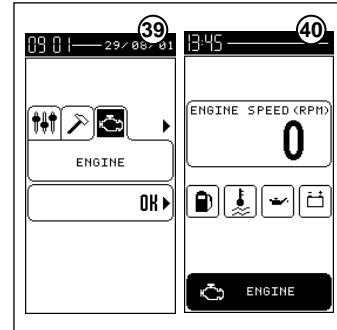 39
09 01 29/08/01
ENGINE
OK
40
13:45
ENGINE SPEED (RPM)
0
ENGINE